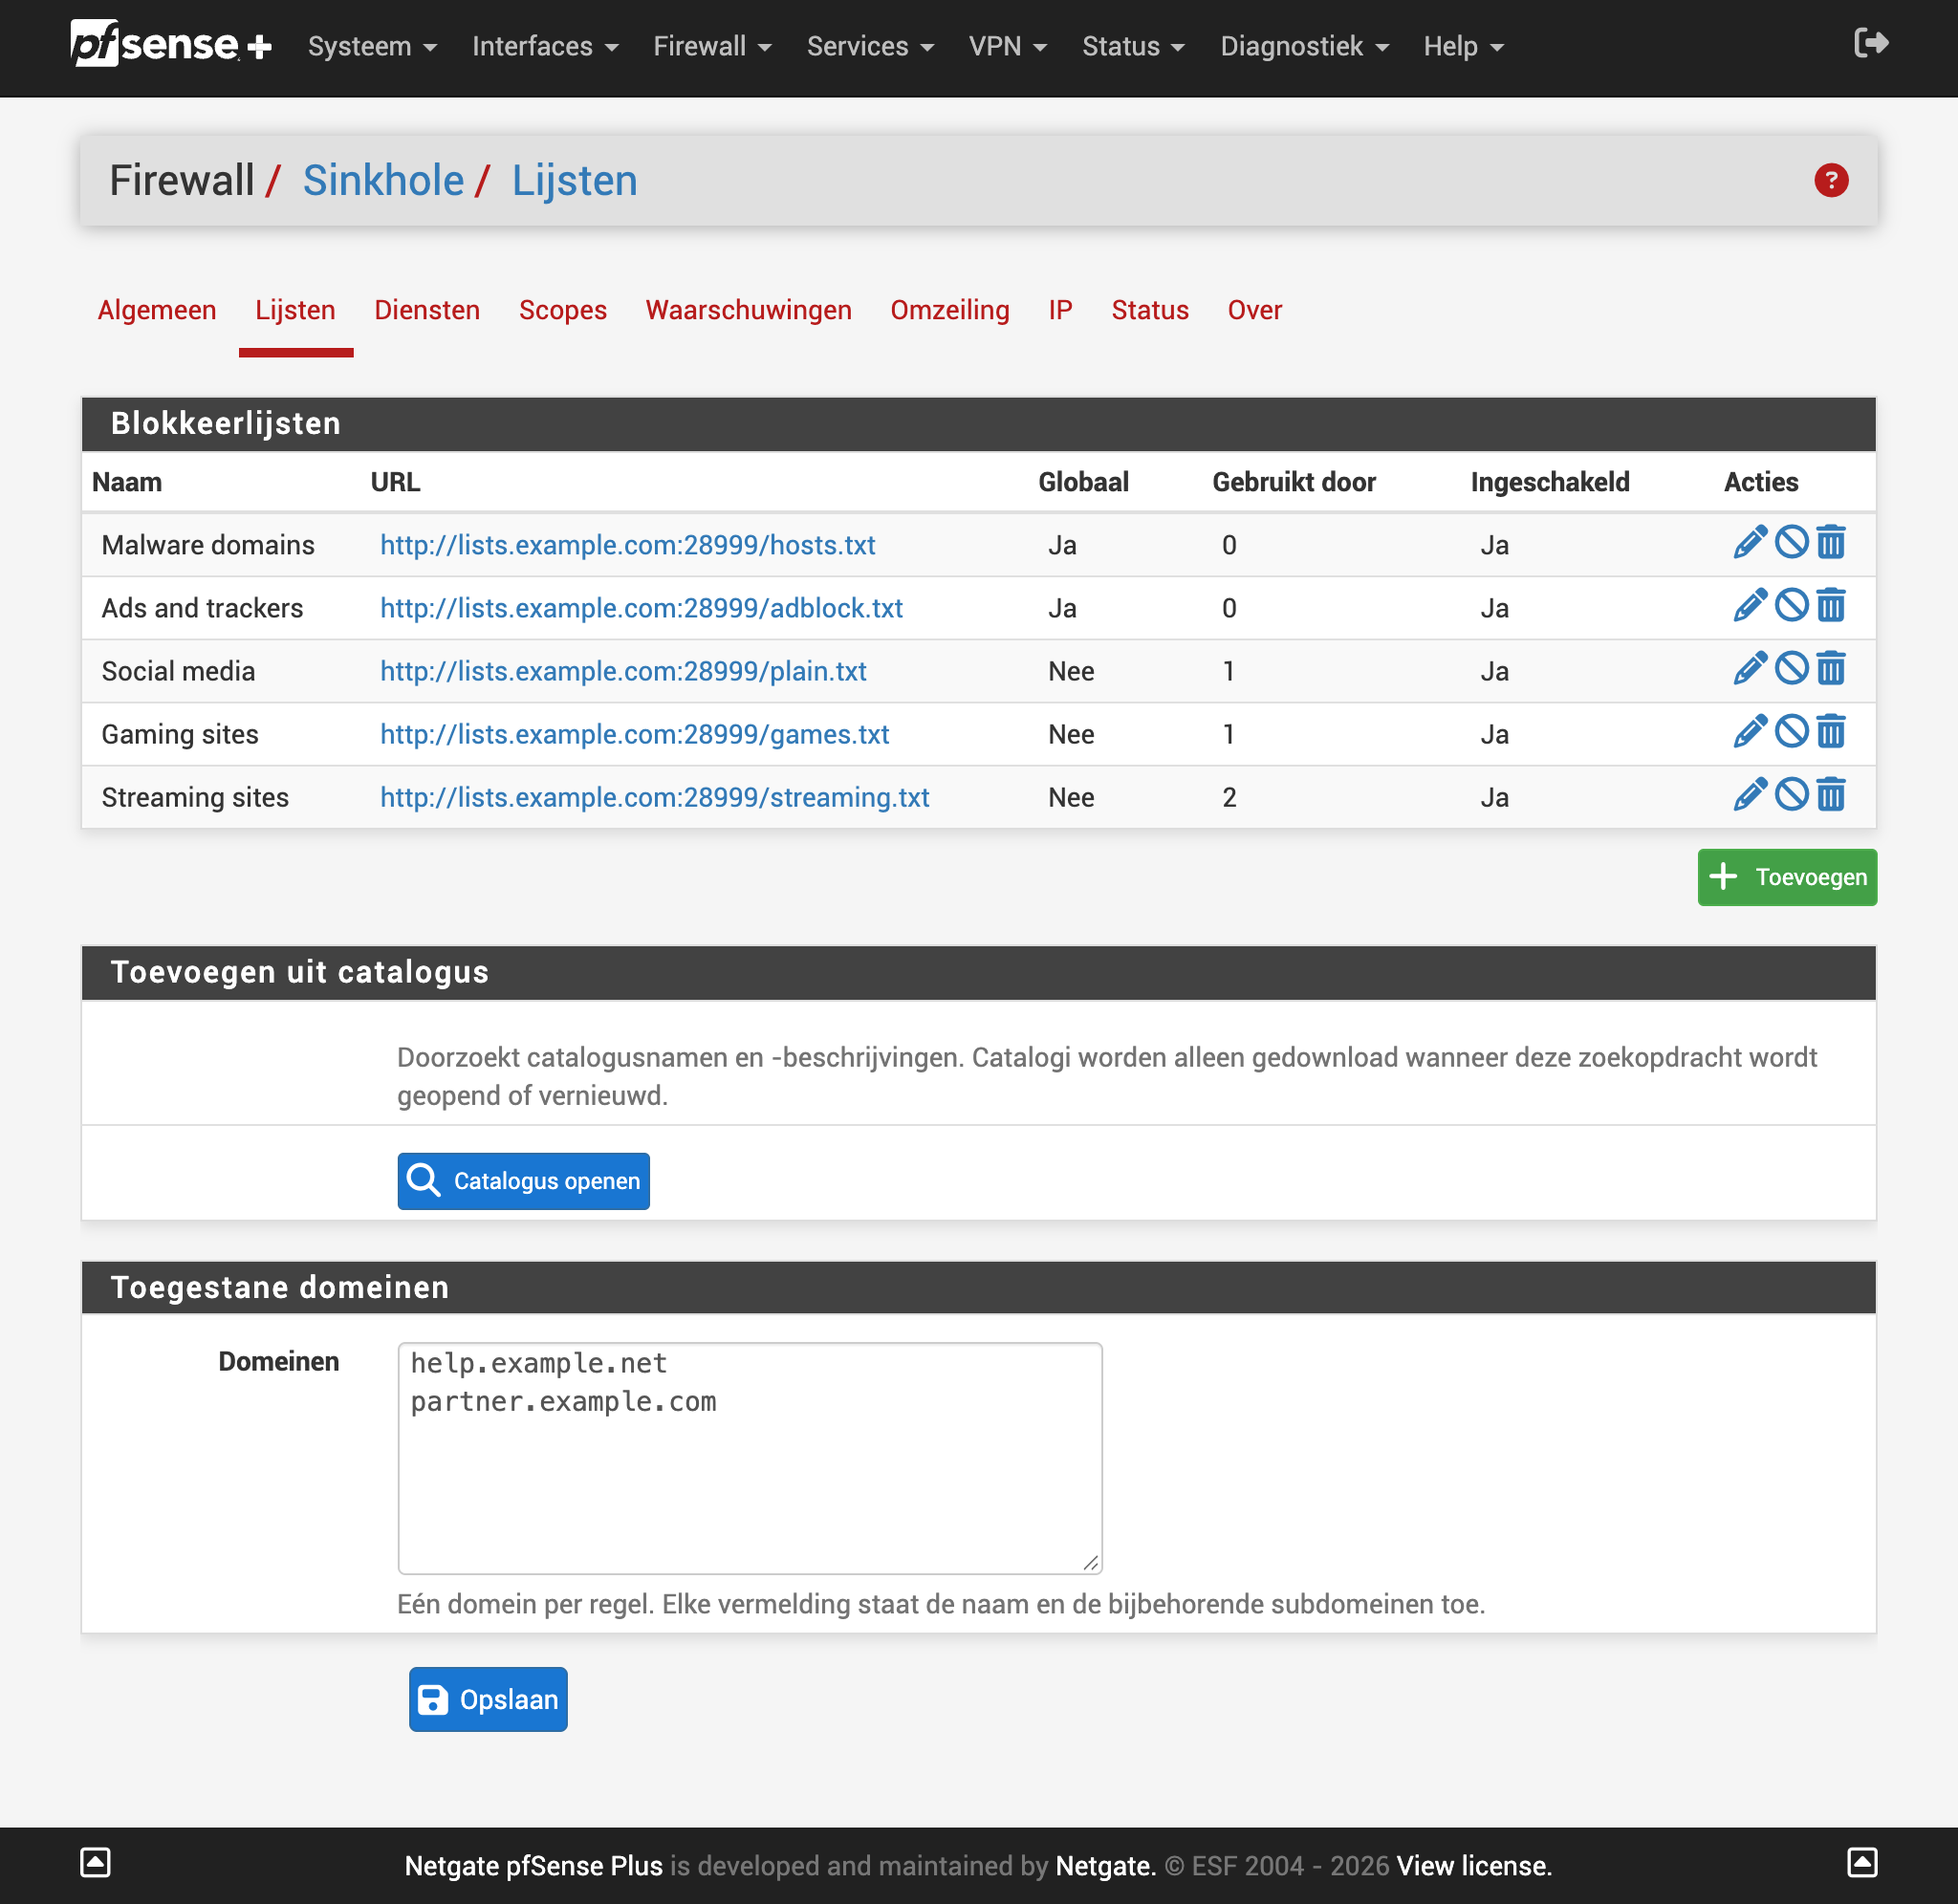 pfsense+ Systeem Interfaces Firewall Services VPN Status Diagnostiek Help
Firewall / Sinkhole / Lijsten
?
Algemeen Lijsten Diensten Scopes Waarschuwingen Omzeiling IP Status Over
Blokkeerlijsten
Naam URL Globaal Gebruikt door Ingeschakeld Acties
Malware domains http://lists.example.com:28999/hosts.txt Ja 0 Ja
Ads and trackers http://lists.example.com:28999/adblock.txt Ja 0 Ja
Social media http://lists.example.com:28999/plain.txt Nee 1 Ja
Gaming sites http://lists.example.com:28999/games.txt Nee 1 Ja
Streaming sites http://lists.example.com:28999/streaming.txt Nee 2 Ja
Toevoegen
Toevoegen uit catalogus
Doorzoekt catalogusnamen en -beschrijvingen. Catalogi worden alleen gedownload wanneer deze zoekopdracht wordt
geopend of vernieuwd.
Catalogus openen
Toegestane domeinen
Domeinen
help.example.net
partner.example.com
Eén domein per regel. Elke vermelding staat de naam en de bijbehorende subdomeinen toe.
Opslaan
Netgate pfSense Plus is developed and maintained by Netgate. © ESF 2004 - 2026 View license.